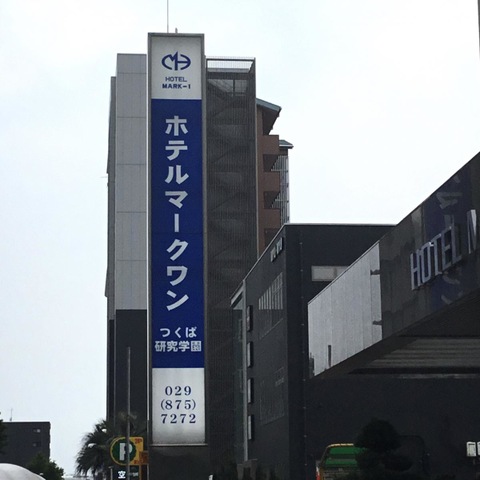 HOTEL
MARK-1
ホテルマークワン
つくば
研究学園
029
(875)
7272
HOTEL M
P
空